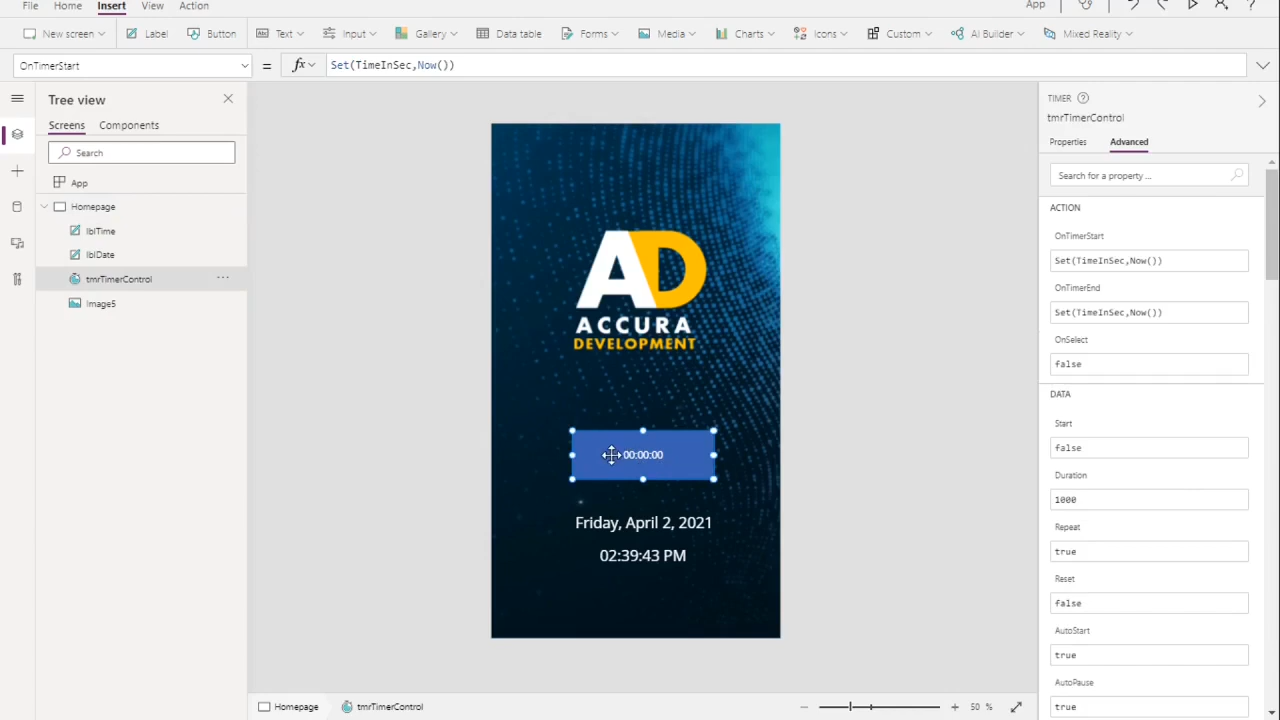 File Home Insert View Action App
New screen Label Button Text Input Gallery Data table Forms Media Charts Icons Custom AI Builder Mixed Reality
OnTimerStart = fx Set(TimeInSec,Now())
Tree view
Screens Components
Search
App
Homepage
lblTime
lblDate
tmrTimerControl ...
Image5
AD
ACCURA
DEVELOPMENT
00:00:00
Friday, April 2, 2021
02:39:43 PM
TIMER
tmrTimerControl
Properties Advanced
Search for a property ...
ACTION
OnTimerStart
Set(TimeInSec,Now())
OnTimerEnd
Set(TimeInSec,Now())
OnSelect
false
DATA
Start
false
Duration
1000
Repeat
true
Reset
false
AutoStart
true
AutoPause
true
Homepage tmrTimerControl 50 %